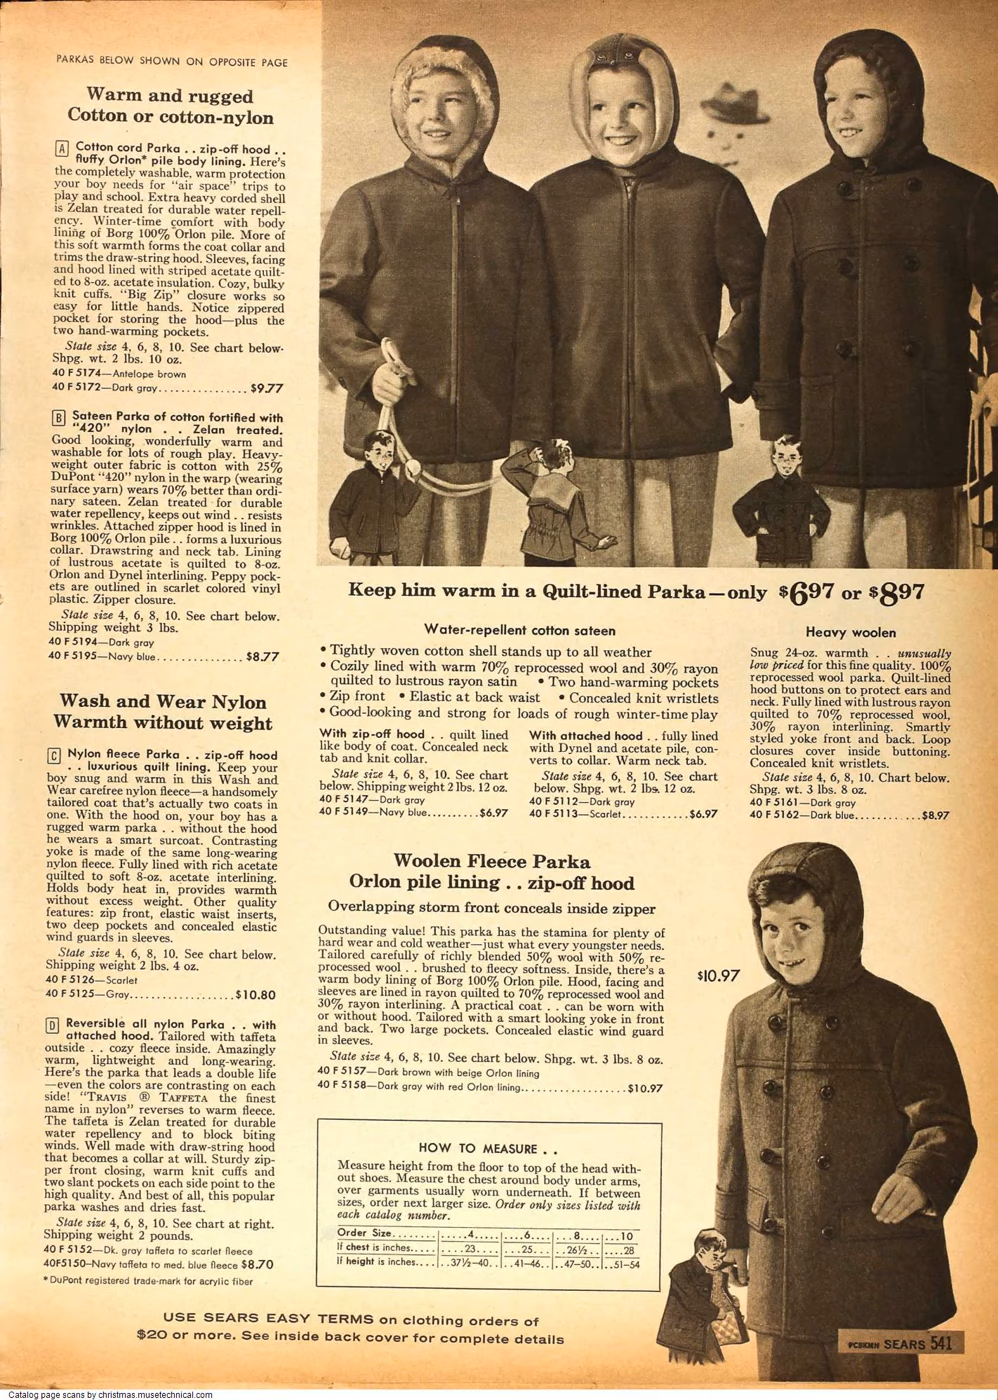 PARKAS BELOW SHOWN ON OPPOSITE PAGE
Warm and rugged
Cotton or cotton-nylon
A Cotton cord Parka . . zip-off hood . .
fluffy Orlon* pile body lining. Here's
the completely washable, warm protection
your boy needs for "air space" trips to
play and school. Extra heavy corded shell
is Zelan treated for durable water repell-
ency. Winter-time comfort with body
lining of Borg 100% Orlon pile. More of
this soft warmth forms the coat collar and
trims the draw-string hood. Sleeves, facing
and hood lined with striped acetate quilt-
ed to 8-oz. acetate insulation. Cozy, bulky
knit cuffs. "Big Zip" closure works so
easy for little hands. Notice zippered
pocket for storing the hood—plus the
two hand-warming pockets.
State size 4, 6, 8, 10. See chart below-
Shpg. wt. 2 lbs. 10 oz.
40 F 5174—Antelope brown
40 F 5172—Dark gray................ $9.77
B Sateen Parka of cotton fortified with
"420" nylon . . Zelan treated.
Good looking, wonderfully warm and
washable for lots of rough play. Heavy-
weight outer fabric is cotton with 25%
DuPont "420" nylon in the warp (wearing
surface yarn) wears 70% better than ordi-
nary sateen. Zelan treated for durable
water repellency, keeps out wind . . resists
wrinkles. Attached zipper hood is lined in
Borg 100% Orlon pile . . forms a luxurious
collar. Drawstring and neck tab. Lining
of lustrous acetate is quilted to 8-oz.
Orlon and Dynel interlining. Peppy pock-
ets are outlined in scarlet colored vinyl
plastic. Zipper closure.
State size 4, 6, 8, 10. See chart below.
Shipping weight 3 lbs.
40 F 5194—Dark gray
40 F 5195—Navy blue............... $8.77
Wash and Wear Nylon
Warmth without weight
C Nylon fleece Parka . . zip-off hood
. . luxurious quilt lining. Keep your
boy snug and warm in this Wash and
Wear carefree nylon fleece—a handsomely
tailored coat that's actually two coats in
one. With the hood on, your boy has a
rugged warm parka . . without the hood
he wears a smart surcoat. Contrasting
yoke is made of the same long-wearing
nylon fleece. Fully lined with rich acetate
quilted to soft 8-oz. acetate interlining.
Holds body heat in, provides warmth
without excess weight. Other quality
features: zip front, elastic waist inserts,
two deep pockets and concealed elastic
wind guards in sleeves.
State size 4, 6, 8, 10. See chart below.
Shipping weight 2 lbs. 4 oz.
40 F 5126—Scarlet
40 F 5125—Gray...................$10.80
D Reversible all nylon Parka . . with
attached hood. Tailored with taffeta
outside . . cozy fleece inside. Amazingly
warm, lightweight and long-wearing.
Here's the parka that leads a double life
—even the colors are contrasting on each
side! "TRAVIS ® TAFFETA the finest
name in nylon" reverses to warm fleece.
The taffeta is Zelan treated for durable
water repellency and to block biting
winds. Well made with draw-string hood
that becomes a collar at will. Sturdy zip-
per front closing, warm knit cuffs and
two slant pockets on each side point to the
high quality. And best of all, this popular
parka washes and dries fast.
State size 4, 6, 8, 10. See chart at right.
Shipping weight 2 pounds.
40 F 5152—Dk. gray taffeta to scarlet fleece
40F5150—Navy taffeta to med. blue fleece $8.70
*DuPont registered trade-mark for acrylic fiber
Keep him warm in a Quilt-lined Parka—only $6.97 or $8.97
Water-repellent cotton sateen
• Tightly woven cotton shell stands up to all weather
• Cozily lined with warm 70% reprocessed wool and 30% rayon
quilted to lustrous rayon satin • Two hand-warming pockets
• Zip front • Elastic at back waist • Concealed knit wristlets
• Good-looking and strong for loads of rough winter-time play
With zip-off hood . . quilt lined
like body of coat. Concealed neck
tab and knit collar.
State size 4, 6, 8, 10. See chart
below. Shipping weight 2 lbs. 12 oz.
40 F 5147—Dark gray
40 F 5149—Navy blue..........$6.97
With attached hood . . fully lined
with Dynel and acetate pile, con-
verts to collar. Warm neck tab.
State size 4, 6, 8, 10. See chart
below. Shpg. wt. 2 lbs. 12 oz.
40 F 5112—Dark gray
40 F 5113—Scarlet............$6.97
Heavy woolen
Snug 24-oz. warmth . . unusually
low priced for this fine quality. 100%
reprocessed wool parka. Quilt-lined
hood buttons on to protect ears and
neck. Fully lined with lustrous rayon
quilted to 70% reprocessed wool,
30% rayon interlining. Smartly
styled yoke front and back. Loop
closures cover inside buttoning.
Concealed knit wristlets.
State size 4, 6, 8, 10. Chart below.
Shpg. wt. 3 lbs. 8 oz.
40 F 5161—Dark gray
40 F 5162—Dark blue............$8.97
Woolen Fleece Parka
Orlon pile lining . . zip-off hood
Overlapping storm front conceals inside zipper
Outstanding value! This parka has the stamina for plenty of
hard wear and cold weather—just what every youngster needs.
Tailored carefully of richly blended 50% wool with 50% re-
processed wool . . brushed to fleecy softness. Inside, there's a
warm body lining of Borg 100% Orlon pile. Hood, facing and
sleeves are lined in rayon quilted to 70% reprocessed wool and
30% rayon interlining. A practical coat . . can be worn with
or without hood. Tailored with a smart looking yoke in front
and back. Two large pockets. Concealed elastic wind guard
in sleeves.
State size 4, 6, 8, 10. See chart below. Shpg. wt. 3 lbs. 8 oz.
40 F 5157—Dark brown with beige Orlon lining
40 F 5158—Dark gray with red Orlon lining...................$10.97
$10.97
HOW TO MEASURE . .
Measure height from the floor to top of the head with-
out shoes. Measure the chest around body under arms,
over garments usually worn underneath. If between
sizes, order next larger size. Order only sizes listed with
each catalog number.
Order Size........|.....4....|....6....|...8....|...10
If chest is inches.....|....23....|...25...|..26½..|....28
If height is inches....|..37½-40..|..41-46..|..47-50..|..51-54
USE SEARS EASY TERMS on clothing orders of
$20 or more. See inside back cover for complete details
PCBKMN SEARS 541
Catalog page scans by christmas.musetechnical.com